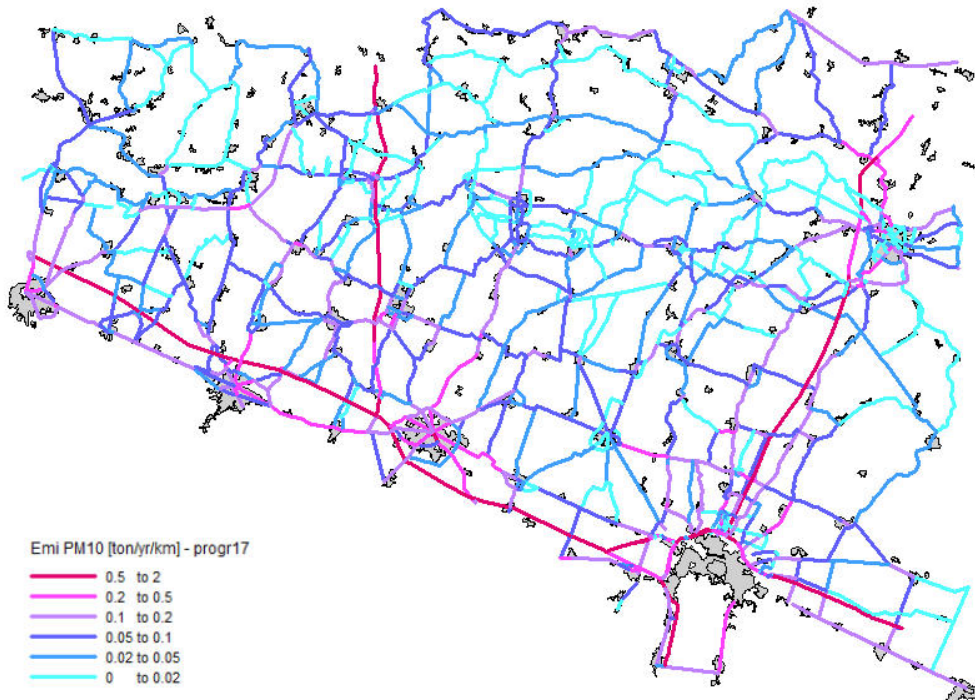 Emi PM10 [ton/yr/km] - progr17
0.5 to 2
0.2 to 0.5
0.1 to 0.2
0.05 to 0.1
0.02 to 0.05
0 to 0.02